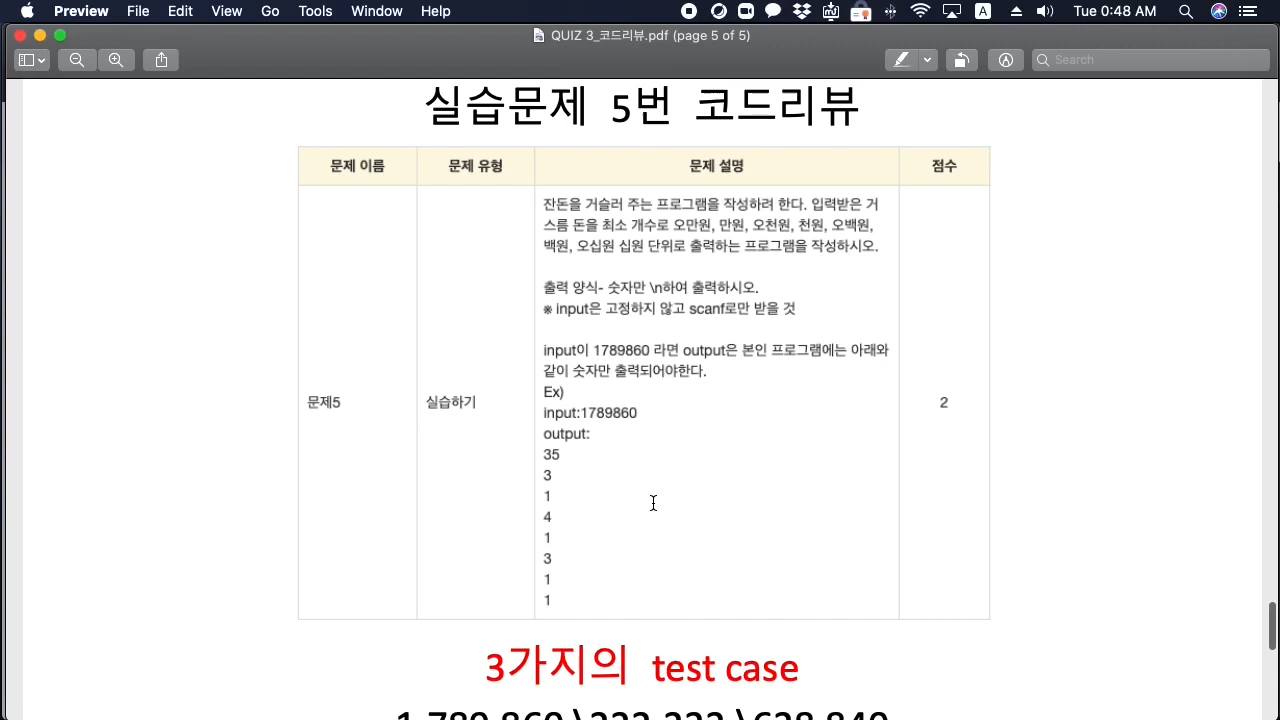 Preview File Edit View Go Tools Window Help A Tue 0:48 AM
QUIZ 3_코드리뷰.pdf (page 5 of 5)
Search
실습문제 5번 코드리뷰
문제 이름 문제 유형 문제 설명 점수
잔돈을 거슬러 주는 프로그램을 작성하려 한다. 입력받은 거
스름 돈을 최소 개수로 오만원, 만원, 오천원, 천원, 오백원,
백원, 오십원 십원 단위로 출력하는 프로그램을 작성하시오.
출력 양식- 숫자만 \n하여 출력하시오.
※ input은 고정하지 않고 scanf로만 받을 것
input이 1789860 라면 output은 본인 프로그램에는 아래와
같이 숫자만 출력되어야한다.
Ex)
문제5 실습하기 2
input:1789860
output:
35
3
1
4
1
3
1
1
3가지의 test case